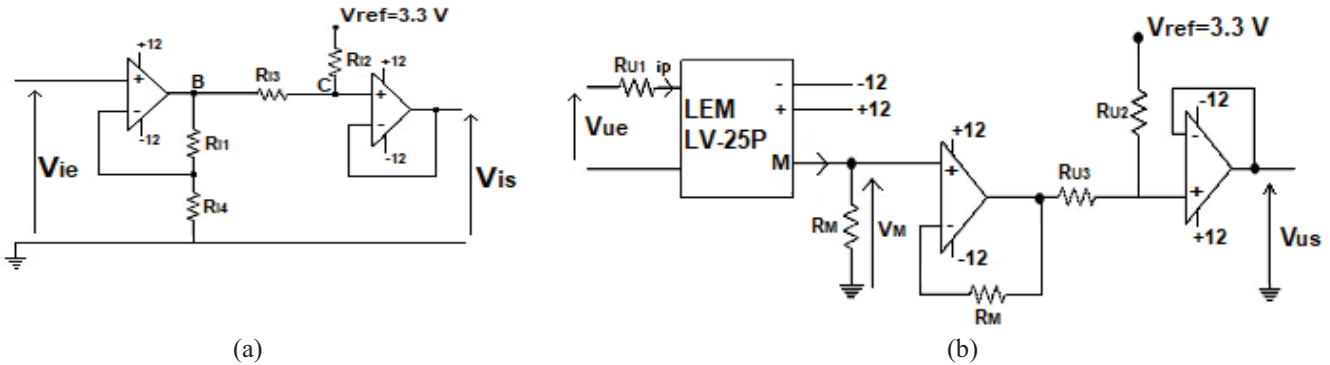 Vref=3.3 V
+12
B
RI3
RI2
C
+12
+
-
+
-
-12
-12
RI1
RI4
Vie
Vis
(a)
Vref=3.3 V
RU1
ip
Vue
LEM
LV-25P
-
+
M
-12
+12
+12
+
-
-12
RM
VM
RM
RU3
RU2
-12
-
+
+12
Vus
(b)